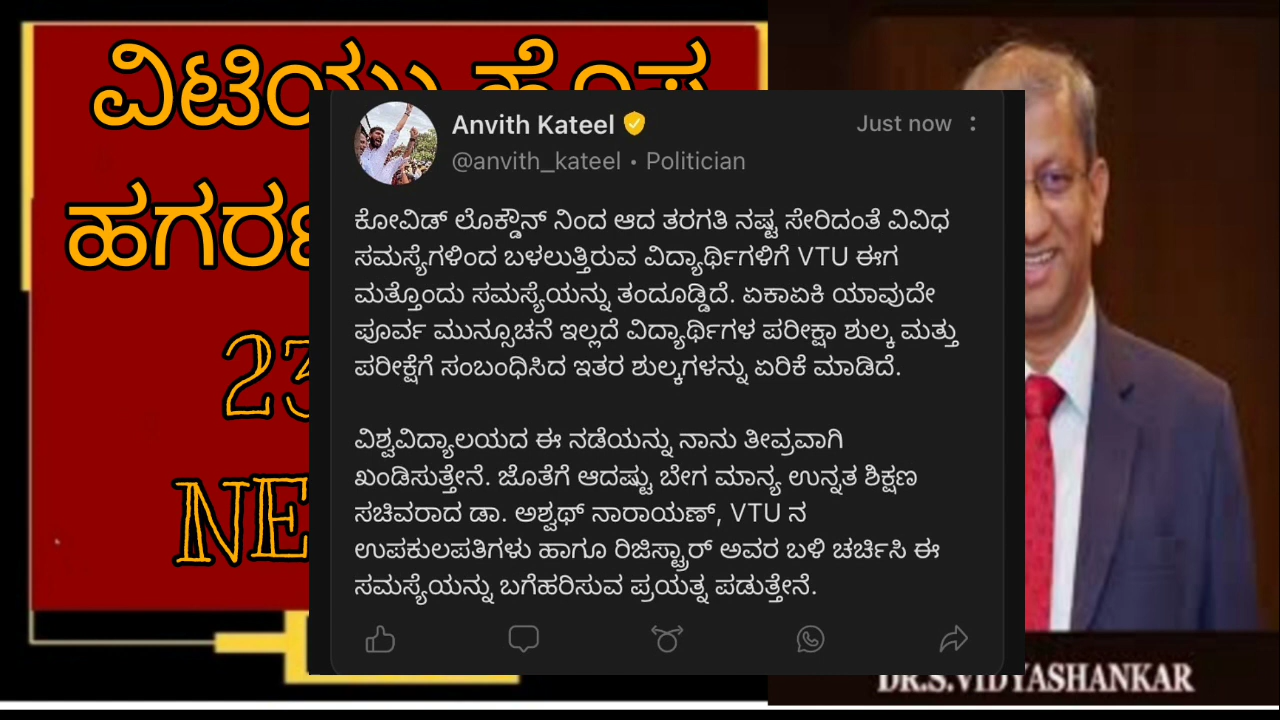 ವಿಟಿಯು ಹೊಸ
ಹಗರಣ
23
NE
Anvith Kateel
Just now
@anvith_kateel • Politician
ಕೋವಿಡ್ ಲೊಕ್ಡೌನ್ ನಿಂದ ಆದ ತರಗತಿ ನಷ್ಟ ಸೇರಿದಂತೆ ವಿವಿಧ
ಸಮಸ್ಯೆಗಳಿಂದ ಬಳಲುತ್ತಿರುವ ವಿದ್ಯಾರ್ಥಿಗಳಿಗೆ VTU ಈಗ
ಮತ್ತೊಂದು ಸಮಸ್ಯೆಯನ್ನು ತಂದೂಡ್ಡಿದೆ. ಏಕಾಏಕಿ ಯಾವುದೇ
ಪೂರ್ವ ಮುನ್ಸೂಚನೆ ಇಲ್ಲದೆ ವಿದ್ಯಾರ್ಥಿಗಳ ಪರೀಕ್ಷಾ ಶುಲ್ಕ ಮತ್ತು
ಪರೀಕ್ಷೆಗೆ ಸಂಬಂಧಿಸಿದ ಇತರ ಶುಲ್ಕಗಳನ್ನು ಏರಿಕೆ ಮಾಡಿದೆ.
ವಿಶ್ವವಿದ್ಯಾಲಯದ ಈ ನಡೆಯನ್ನು ನಾನು ತೀವ್ರವಾಗಿ
ಖಂಡಿಸುತ್ತೇನೆ. ಜೊತೆಗೆ ಆದಷ್ಟು ಬೇಗ ಮಾನ್ಯ ಉನ್ನತ ಶಿಕ್ಷಣ
ಸಚಿವರಾದ ಡಾ. ಅಶ್ವಥ್ ನಾರಾಯಣ್, VTU ನ
ಉಪಕುಲಪತಿಗಳು ಹಾಗೂ ರಿಜಿಸ್ಟ್ರಾರ್ ಅವರ ಬಳಿ ಚರ್ಚಿಸಿ ಈ
ಸಮಸ್ಯೆಯನ್ನು ಬಗೆಹರಿಸುವ ಪ್ರಯತ್ನ ಪಡುತ್ತೇನೆ.
DR.S.VIDYASHANKAR